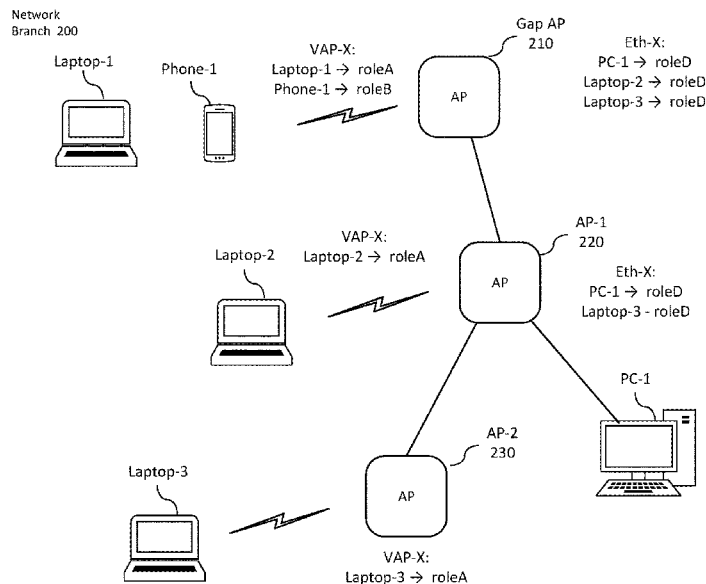 Network
Branch 200
Laptop-1
Phone-1
VAP-X:
Laptop-1 → roleA
Phone-1 → roleB
Gap AP
210
AP
Eth-X:
PC-1 → roleD
Laptop-2 → roleD
Laptop-3 → roleD
Laptop-2
VAP-X:
Laptop-2 → roleA
AP-1
220
AP
Eth-X:
PC-1 → roleD
Laptop-3 - roleD
PC-1
AP-2
230
AP
Laptop-3
VAP-X:
Laptop-3 → roleA